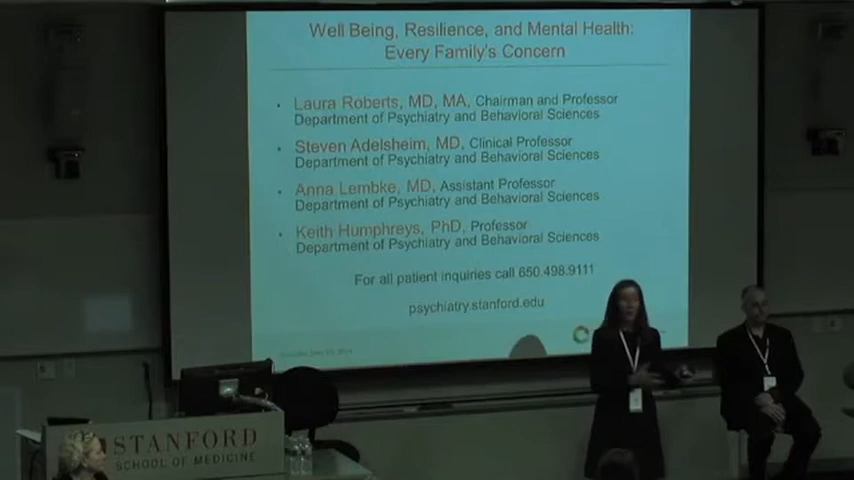 Well Being, Resilience, and Mental Health:
Every Family's Concern
• Laura Roberts, MD, MA, Chairman and Professor
Department of Psychiatry and Behavioral Sciences
• Steven Adelsheim, MD, Clinical Professor
Department of Psychiatry and Behavioral Sciences
• Anna Lembke, MD, Assistant Professor
Department of Psychiatry and Behavioral Sciences
• Keith Humphreys, PhD, Professor
Department of Psychiatry and Behavioral Sciences
For all patient inquiries call 650.498.9111
psychiatry.stanford.edu
STANFORD
SCHOOL OF MEDICINE